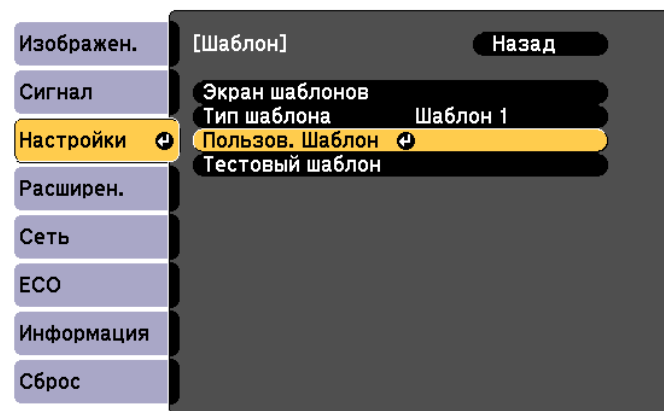 Изображен.
Сигнал
Настройки
Расширен.
Сеть
ECO
Информация
Сброс
[Шаблон]
Назад
Экран шаблонов
Тип шаблона Шаблон 1
Пользов. Шаблон
Тестовый шаблон